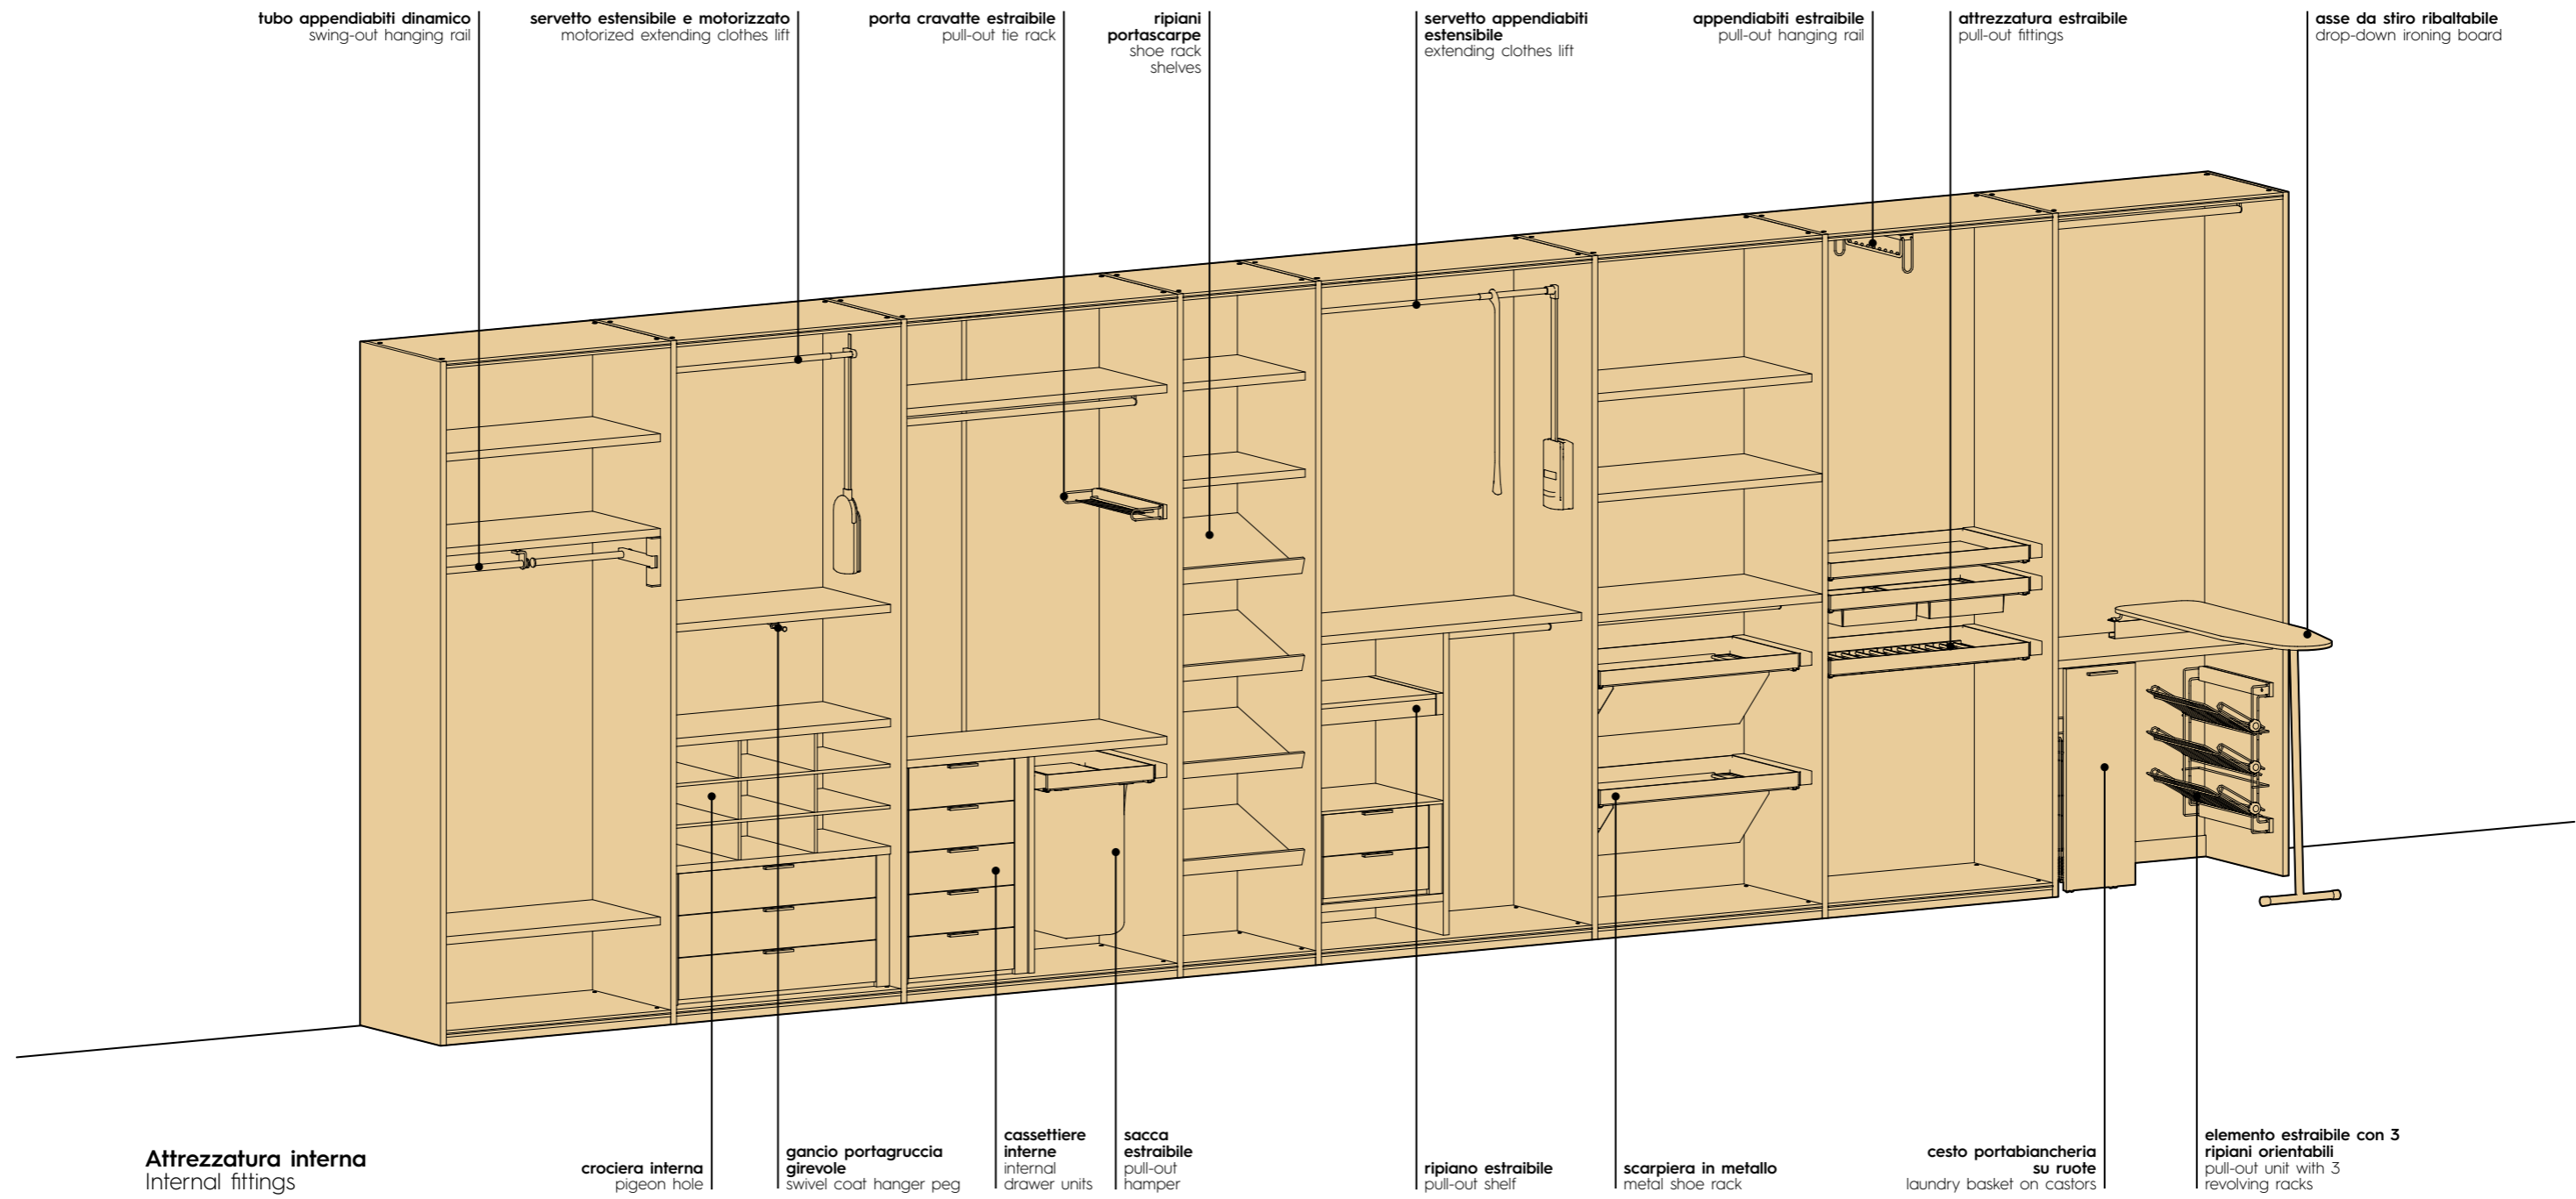 tubo appendiabiti dinamico
swing-out hanging rail
servetto estensibile e motorizzato
motorized extending clothes lift
porta cravatte estraibile
pull-out tie rack
ripiani
portascarpe
shoe rack
shelves
servetto appendiabiti
estensibile
extending clothes lift
appendiabiti estraibile
pull-out hanging rail
attrezzatura estraibile
pull-out fittings
asse da stiro ribaltabile
drop-down ironing board
Attrezzatura interna
Internal fittings
crociera interna
pigeon hole
gancio portagruccia
girevole
swivel coat hanger peg
cassettiere
interne
internal
drawer units
sacca
estraibile
pull-out
hamper
ripiano estraibile
pull-out shelf
scarpiera in metallo
metal shoe rack
cesto portabiancheria
su ruote
laundry basket on castors
elemento estraibile con 3
ripiani orientabili
pull-out unit with 3
revolving racks